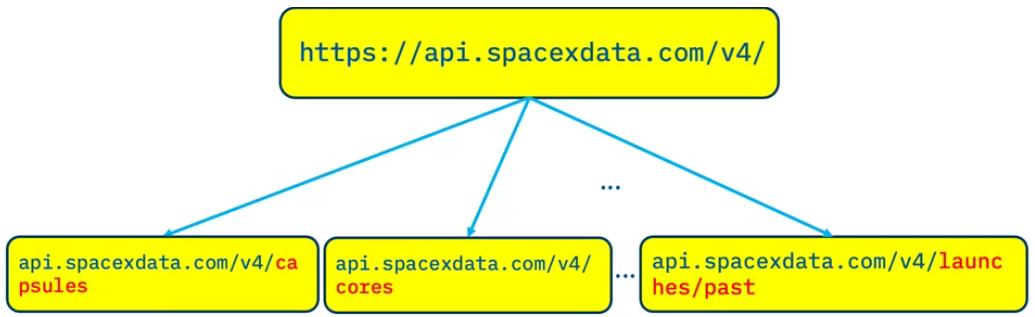 https://api.spacexdata.com/v4/
...
api.spacexdata.com/v4/ca
psules
api.spacexdata.com/v4/
cores
...
api.spacexdata.com/v4/launc
hes/past